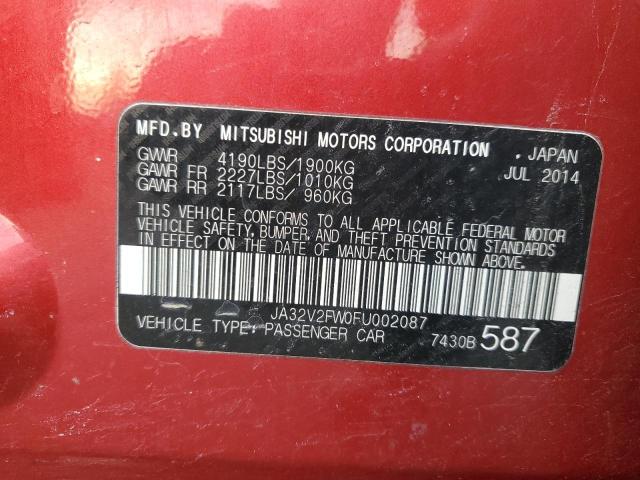 MFD.BY MITSUBISHI MOTORS CORPORATION , JAPAN
GVWR 4190LBS/1900KG JUL 2014
GAWR FR 2227LBS/1010KG
GAWR RR 2117LBS/ 960KG
THIS VEHICLE CONFORMS TO ALL APPLICABLE FEDERAL MOTOR
VEHICLE SAFETY, BUMPER, AND THEFT PREVENTION STANDARDS
IN EFFECT ON THE DATE OF MANUFACTURE SHOWN ABOVE.
JA32V2FW0FU002087
VEHICLE TYPE: PASSENGER CAR 7430B 587